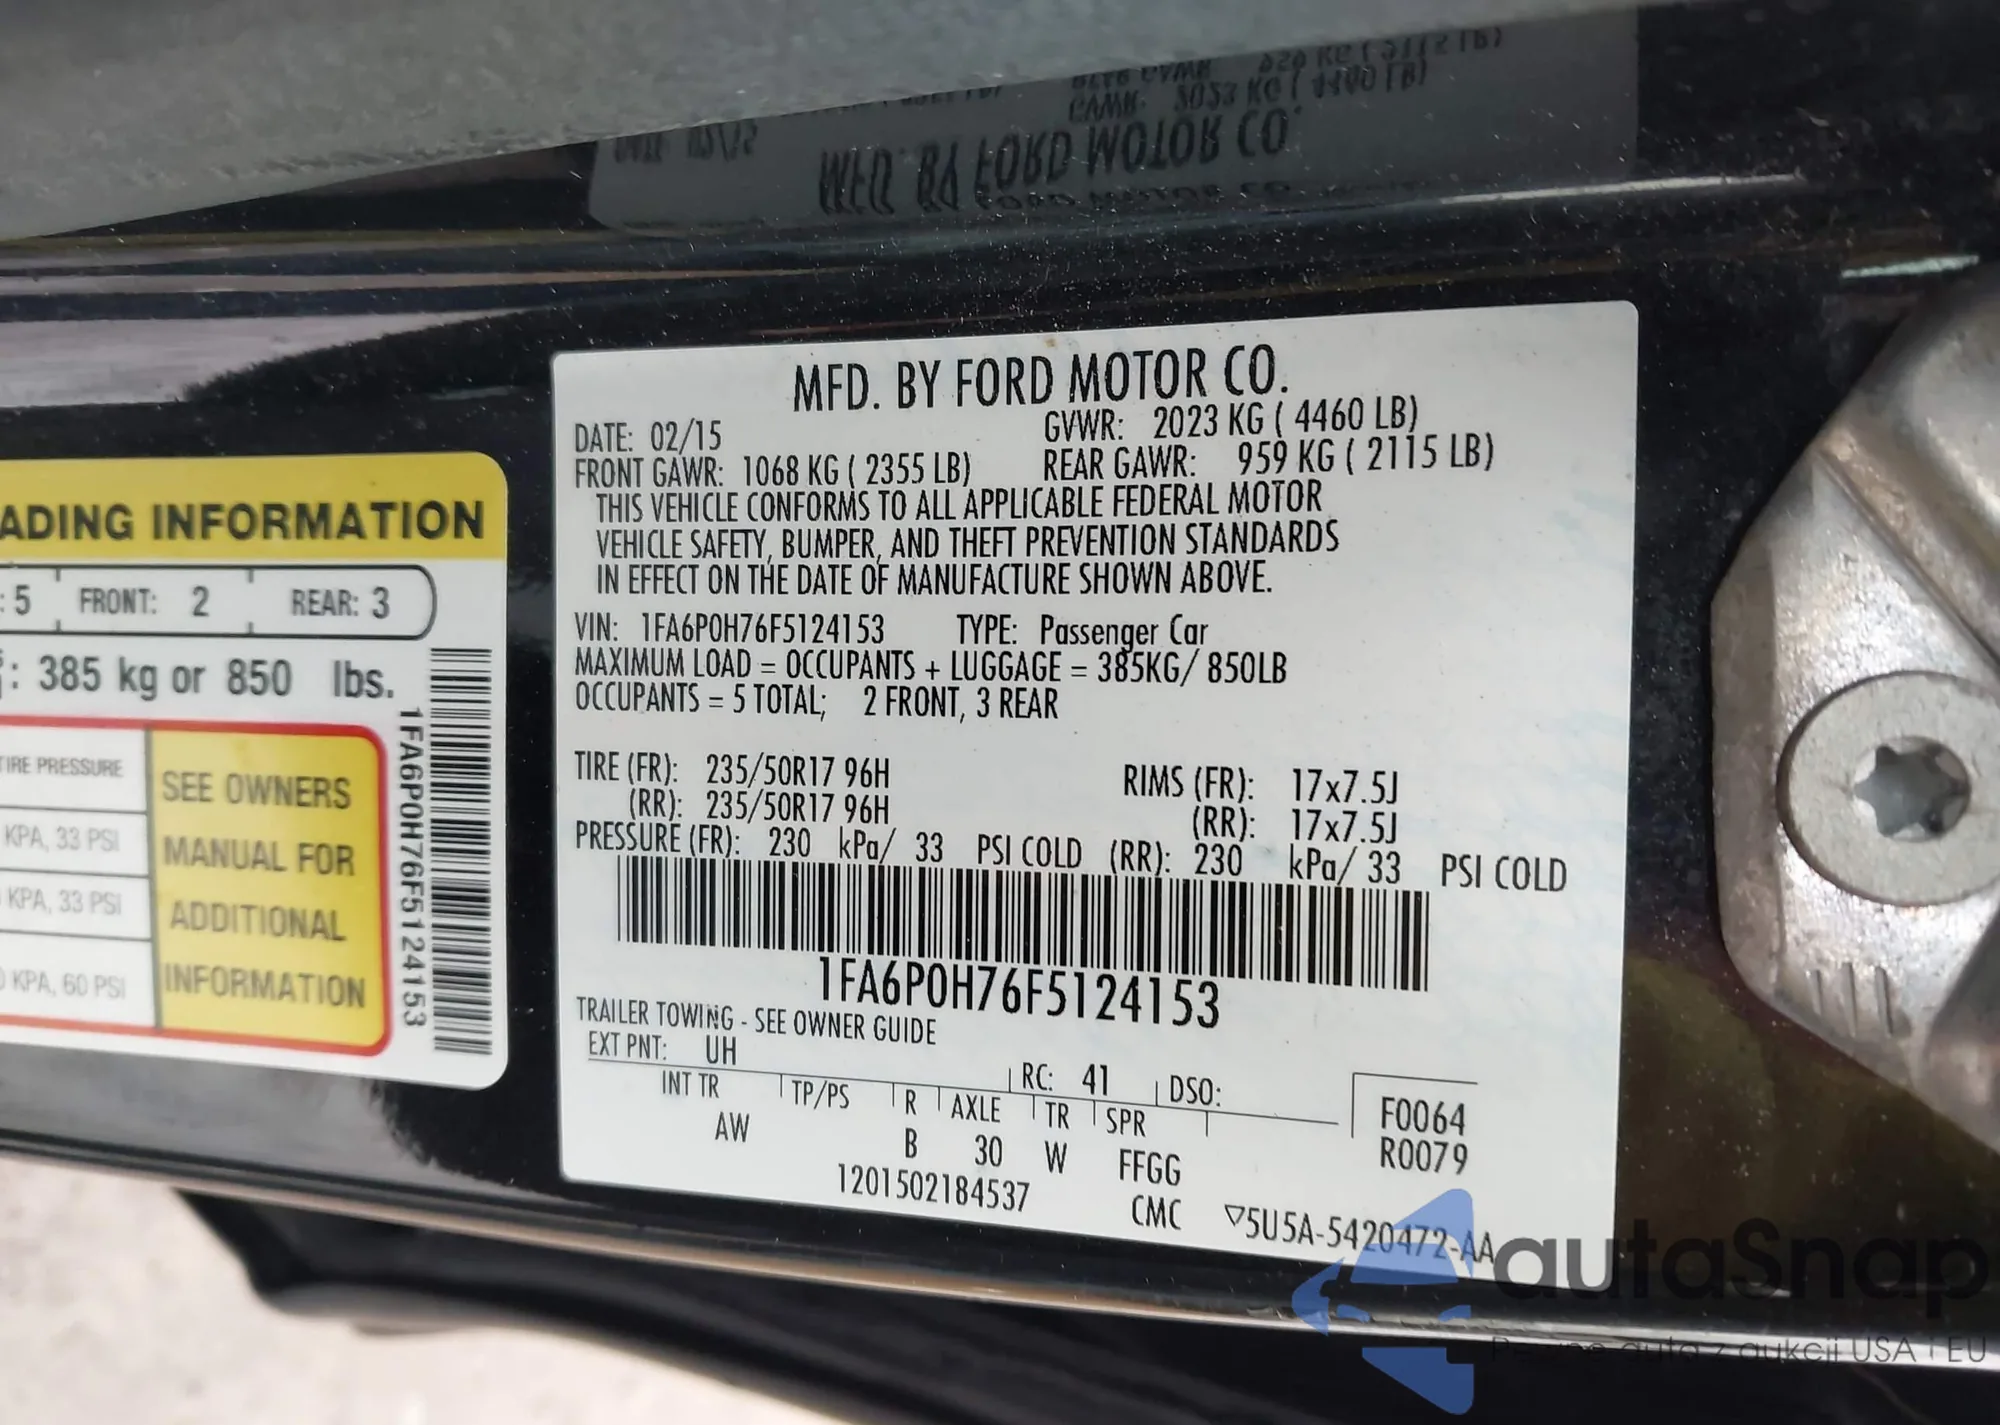 MFD. BY FORD MOTOR CO.
DATE: 02/15 GVWR: 2023 KG ( 4460 LB)
FRONT GAWR: 1068 KG ( 2355 LB) REAR GAWR: 959 KG ( 2115 LB)
THIS VEHICLE CONFORMS TO ALL APPLICABLE FEDERAL MOTOR
VEHICLE SAFETY, BUMPER, AND THEFT PREVENTION STANDARDS
IN EFFECT ON THE DATE OF MANUFACTURE SHOWN ABOVE.
VIN: 1FA6P0H76F5124153 TYPE: Passenger Car
MAXIMUM LOAD = OCCUPANTS + LUGGAGE = 385KG/ 850LB
OCCUPANTS = 5 TOTAL; 2 FRONT, 3 REAR
TIRE (FR): 235/50R17 96H RIMS (FR): 17x7.5J
(RR): 235/50R17 96H (RR): 17x7.5J
PRESSURE (FR): 230 kPa/ 33 PSI COLD (RR): 230 kPa/ 33 PSI COLD
1FA6P0H76F5124153
TRAILER TOWING - SEE OWNER GUIDE
EXT PNT: UH RC: 41 DSO:
INT TR TP/PS R AXLE TR SPR F0064
AW B 30 W FFGG R0079
1201502184537 CMC ▽5U5A-5420472-AA
ADING INFORMATION
: 5 FRONT: 2 REAR: 3
: 385 kg or 850 lbs.
TIRE PRESSURE
KPA, 33 PSI
KPA, 33 PSI
0 KPA, 60 PSI
SEE OWNERS
MANUAL FOR
ADDITIONAL
INFORMATION
1FA6P0H76F5124153
autaSnap
Pewne auta z aukcji USA i EU